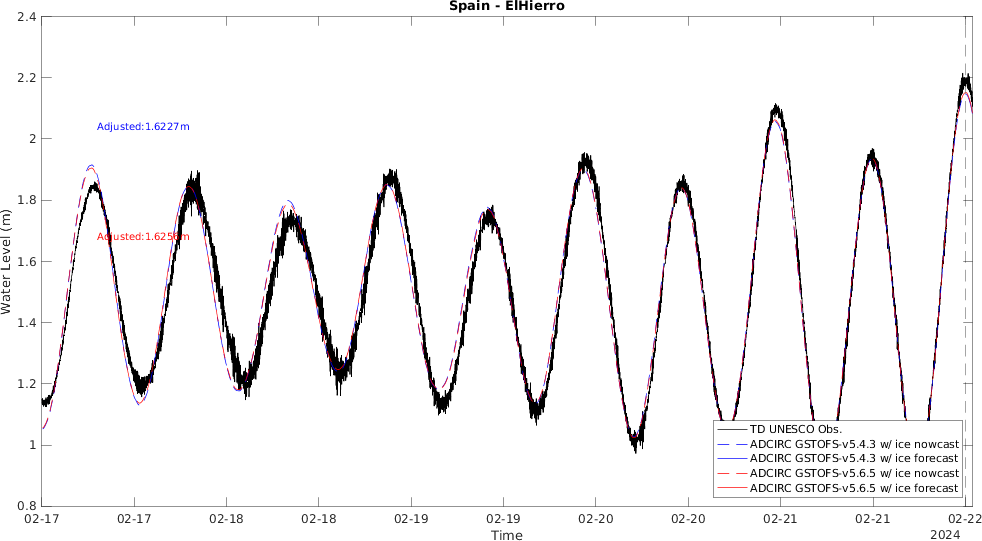 Spain - ElHierro
2.4
2.2
2
1.8
1.6
1.4
1.2
1
0.8
Water Level (m)
Adjusted:1.6227m
Adjusted:1.6256m
TD UNESCO Obs.
ADCIRC GSTOFS-v5.4.3 w/ ice nowcast
ADCIRC GSTOFS-v5.4.3 w/ ice forecast
ADCIRC GSTOFS-v5.6.5 w/ ice nowcast
ADCIRC GSTOFS-v5.6.5 w/ ice forecast
02-17 02-17 02-18 02-18 02-19 02-19 02-20 02-20 02-21 02-21 02-22
2024
Time